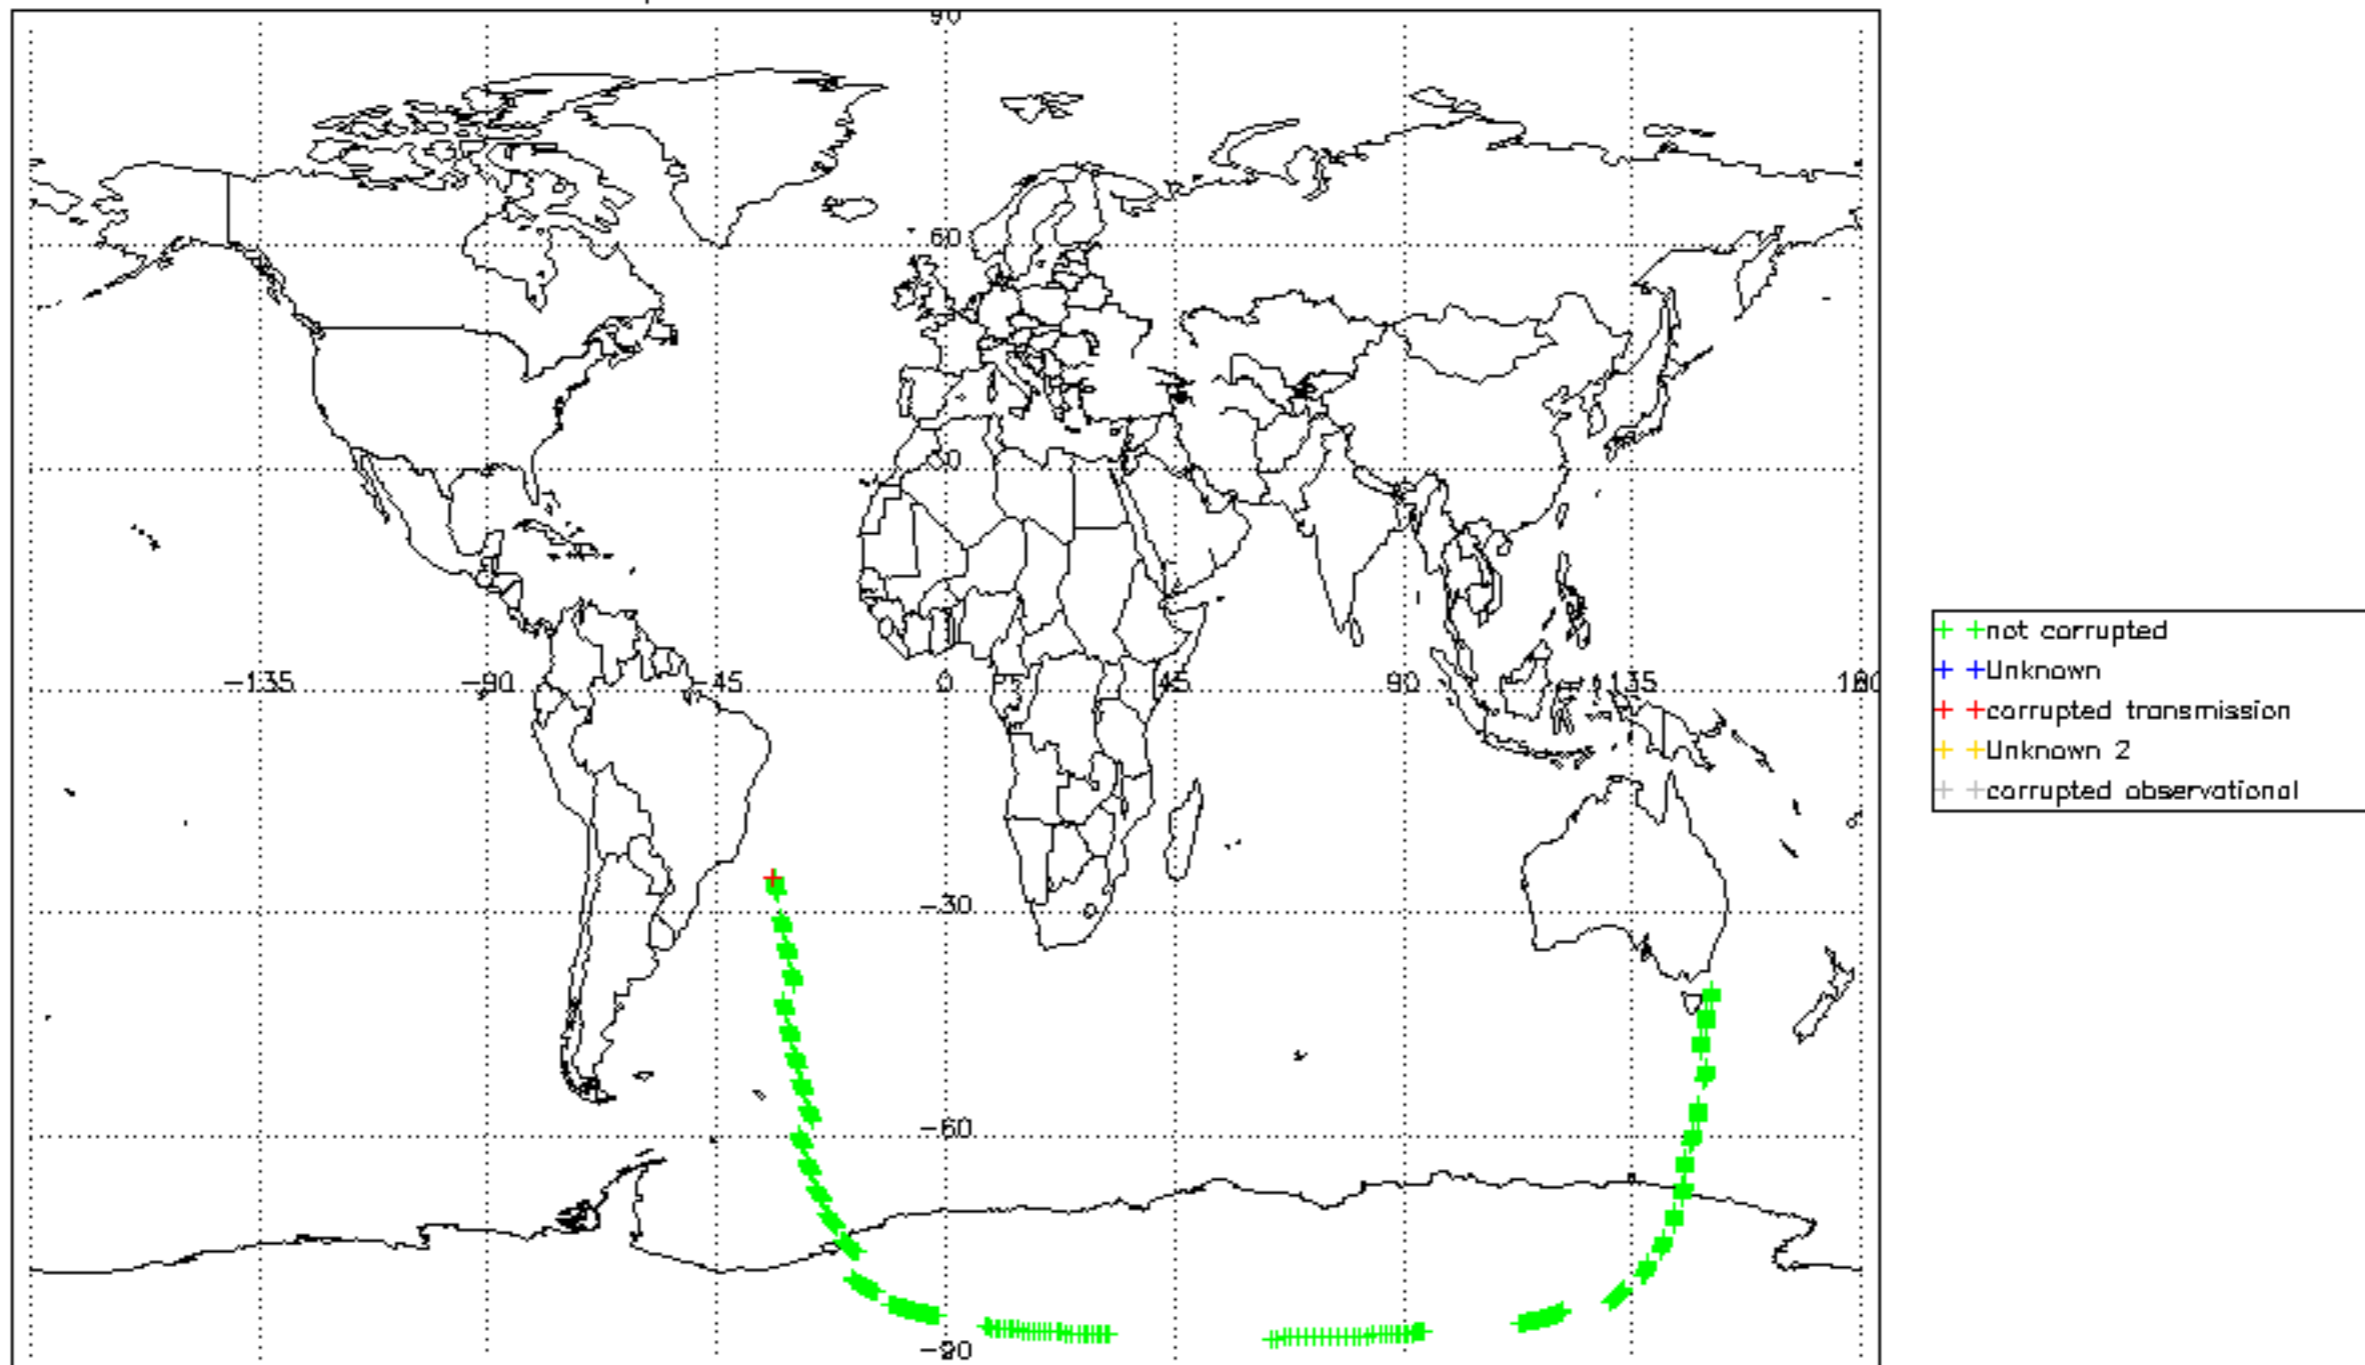 90
60
30
-135 -90 -45 0 45 90 135 180
-30
-60
-90
not corrupted
Unknown
corrupted transmission
Unknown 2
corrupted observational